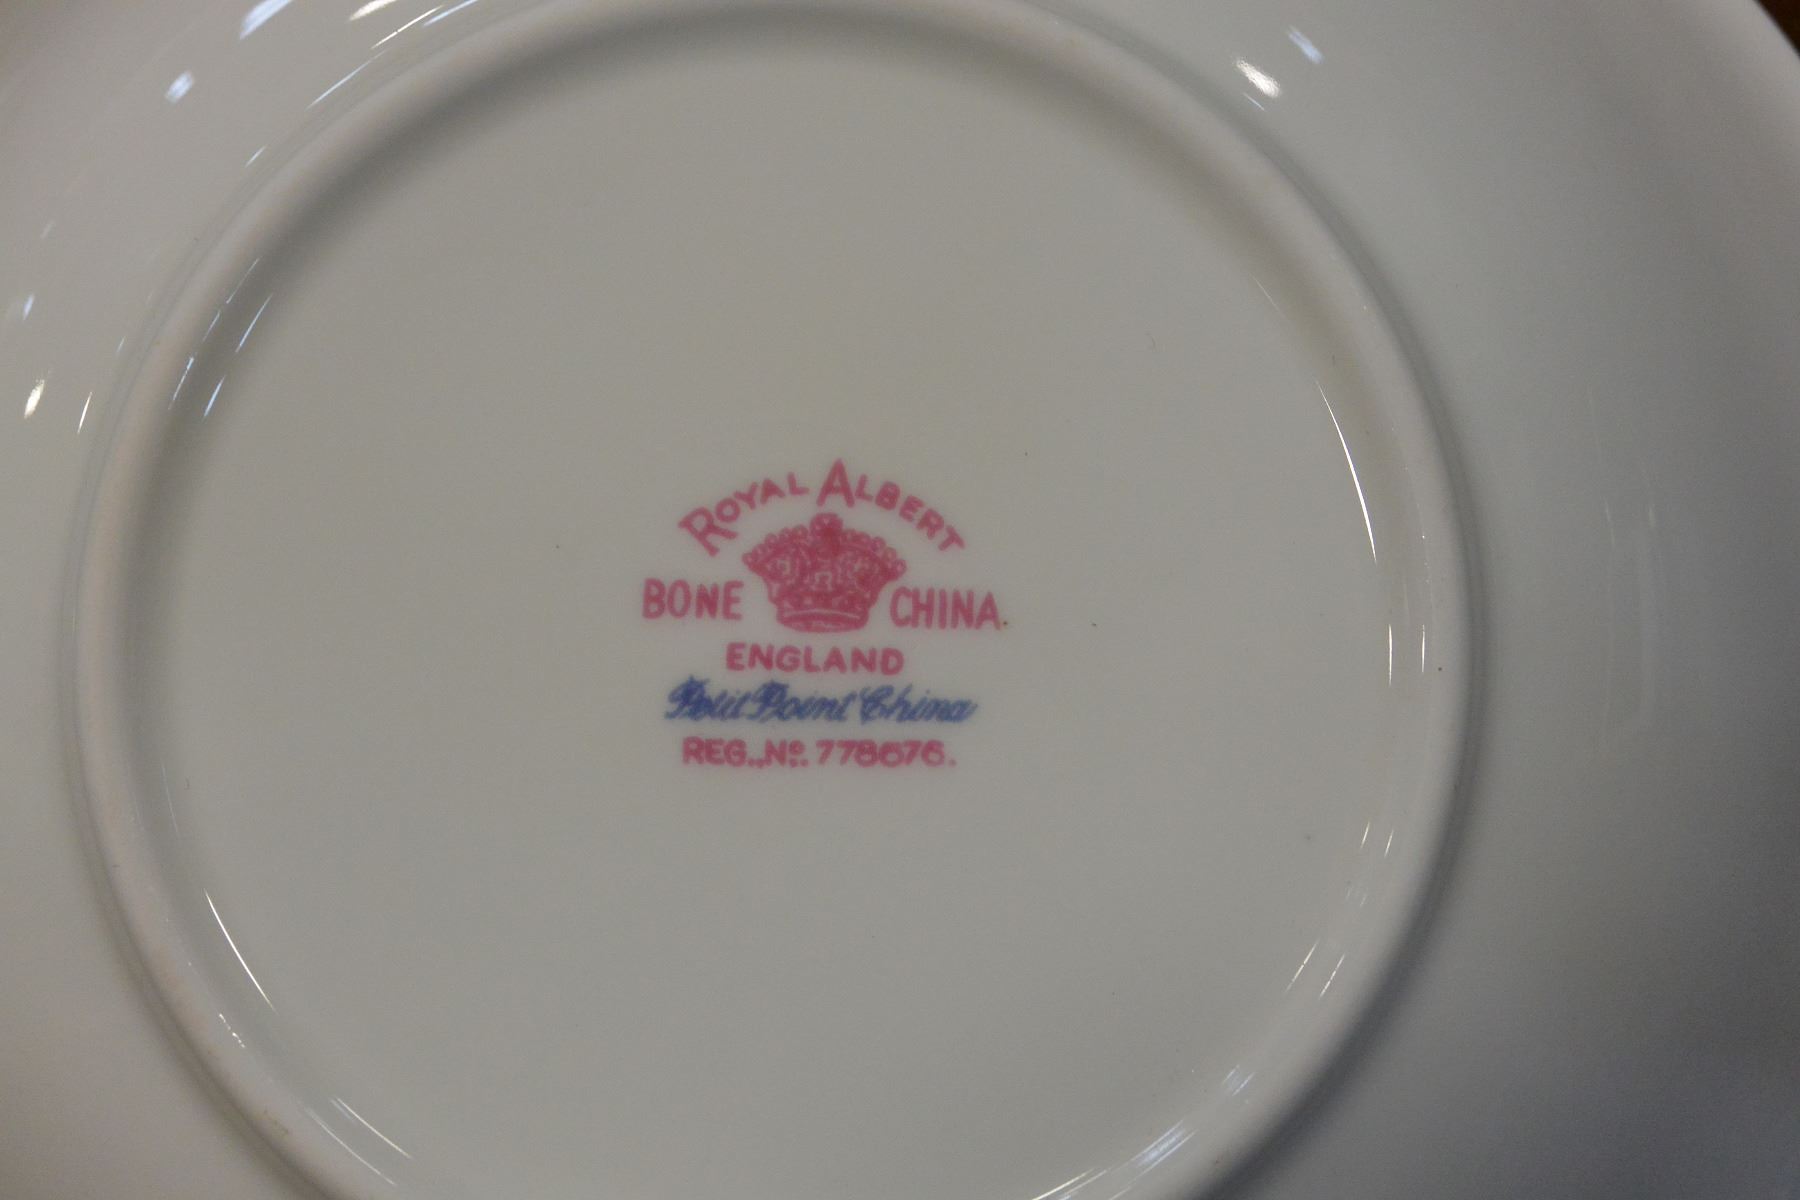 ROYAL ALBERT
BONE CHINA
ENGLAND
Petit Point China
REG., No. 778676.